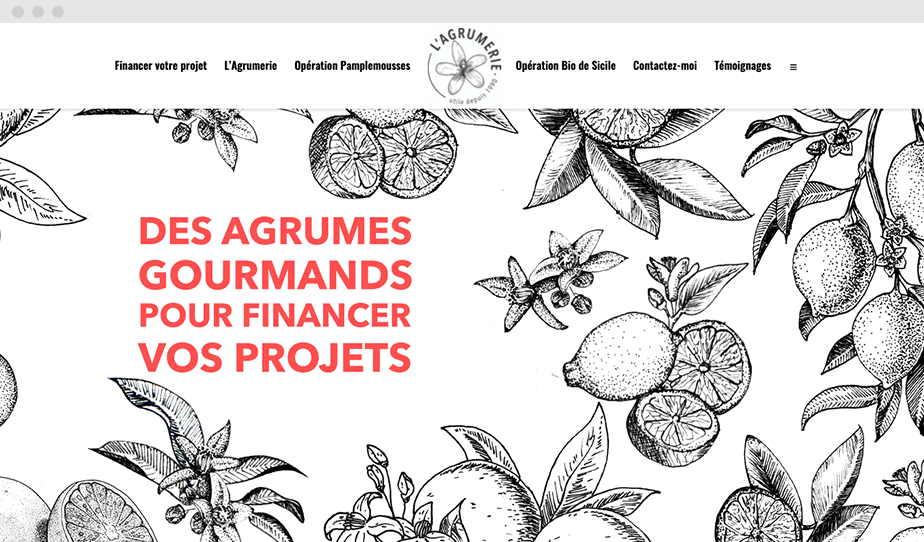 Financer votre projet
L'Agrumerie
Opération Pamplemousses
L'AGRUMERIE
utile depuis 1990
Opération Bio de Sicile
Contactez-moi
Témoignages
DES AGRUMES
GOURMANDS
POUR FINANCER
VOS PROJETS